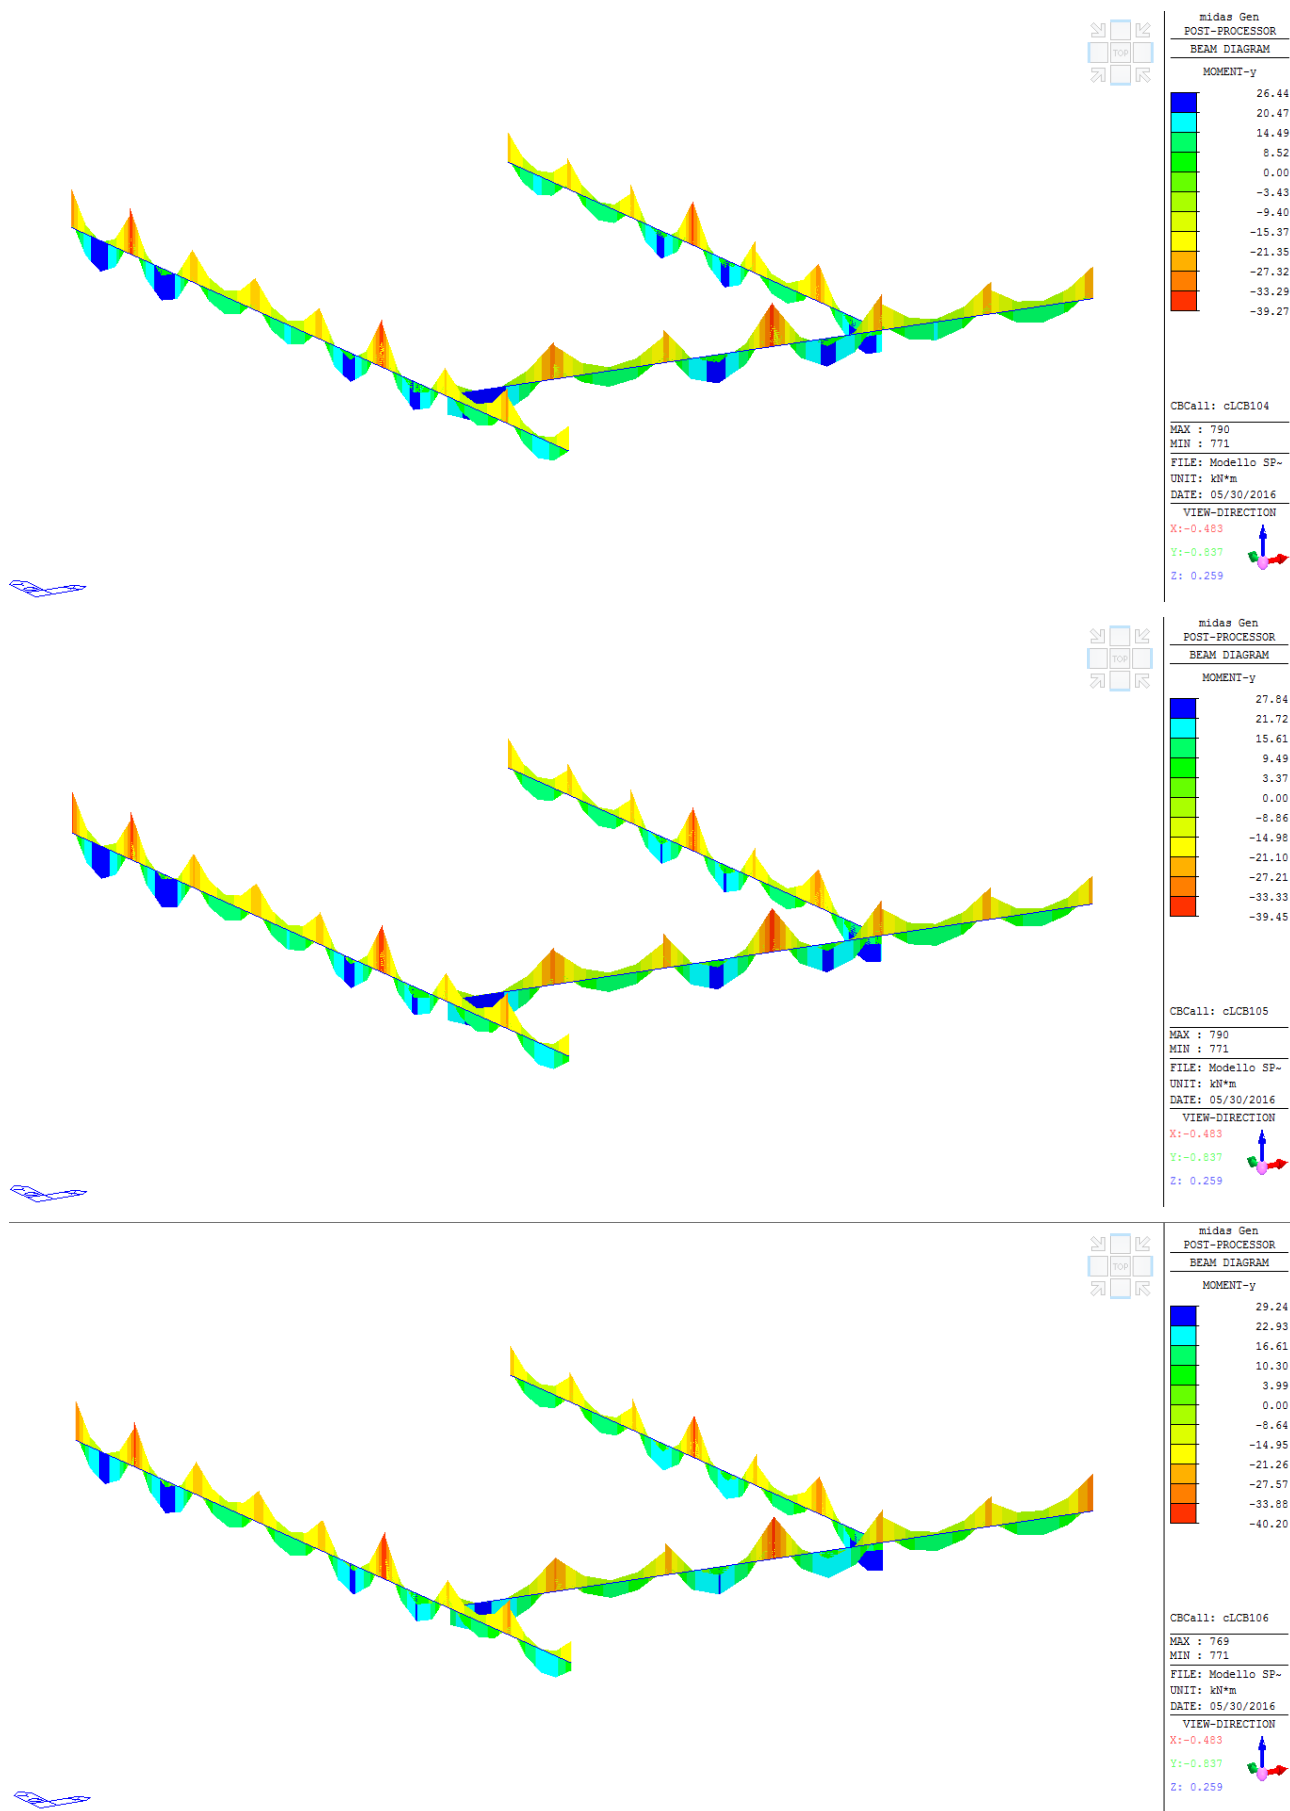 midas Gen
POST-PROCESSOR
BEAM DIAGRAM
MOMENT-y
26.44
20.47
14.49
8.52
0.00
-3.43
-9.40
-15.37
-21.35
-27.32
-33.29
-39.27
CBCall: cLCB104
MAX : 790
MIN : 771
FILE: Modello SP~
UNIT: kN*m
DATE: 05/30/2016
VIEW-DIRECTION
X:-0.483
Y:-0.837
Z: 0.259
TOP
midas Gen
POST-PROCESSOR
BEAM DIAGRAM
MOMENT-y
27.84
21.72
15.61
9.49
3.37
0.00
-8.86
-14.98
-21.10
-27.21
-33.33
-39.45
CBCall: cLCB105
MAX : 790
MIN : 771
FILE: Modello SP~
UNIT: kN*m
DATE: 05/30/2016
VIEW-DIRECTION
X:-0.483
Y:-0.837
Z: 0.259
TOP
midas Gen
POST-PROCESSOR
BEAM DIAGRAM
MOMENT-y
29.24
22.93
16.61
10.30
3.99
0.00
-8.64
-14.95
-21.26
-27.57
-33.88
-40.20
CBCall: cLCB106
MAX : 769
MIN : 771
FILE: Modello SP~
UNIT: kN*m
DATE: 05/30/2016
VIEW-DIRECTION
X:-0.483
Y:-0.837
Z: 0.259
TOP